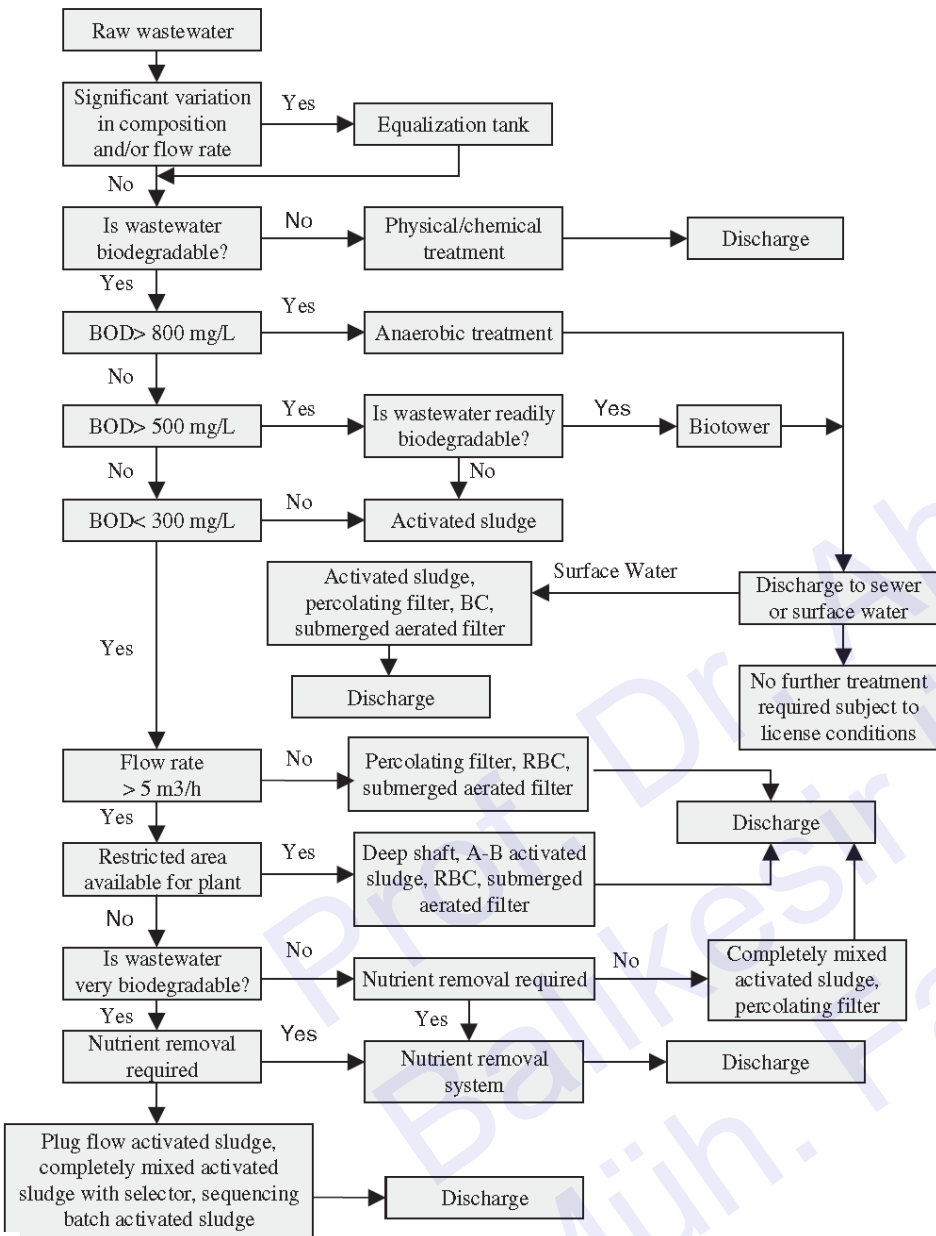 Raw wastewater
Significant variation
in composition
and/or flow rate
Yes
Equalization tank
No
Is wastewater
biodegradable?
No
Physical/chemical
treatment
Discharge
Yes
BOD> 800 mg/L
Yes
Anaerobic treatment
No
BOD> 500 mg/L
Yes
Is wastewater readily
biodegradable?
Yes
Biotower
No
No
BOD< 300 mg/L
No
Activated sludge
Activated sludge,
percolating filter, BC,
submerged aerated filter
Surface Water
Discharge to sewer
or surface water
Yes
Discharge
No further treatment
required subject to
license conditions
Flow rate
> 5 m3/h
No
Percolating filter, RBC,
submerged aerated filter
Discharge
Yes
Restricted area
available for plant
Yes
Deep shaft, A-B activated
sludge, RBC, submerged
aerated filter
No
Is wastewater
very biodegradable?
No
Nutrient removal required
No
Completely mixed
activated sludge,
percolating filter
Yes
Yes
Nutrient removal
required
Yes
Nutrient removal
system
Discharge
Plug flow activated sludge,
completely mixed activated
sludge with selector, sequencing
batch activated sludge
Discharge
Prof. Dr.
Balıkesir
Müh.